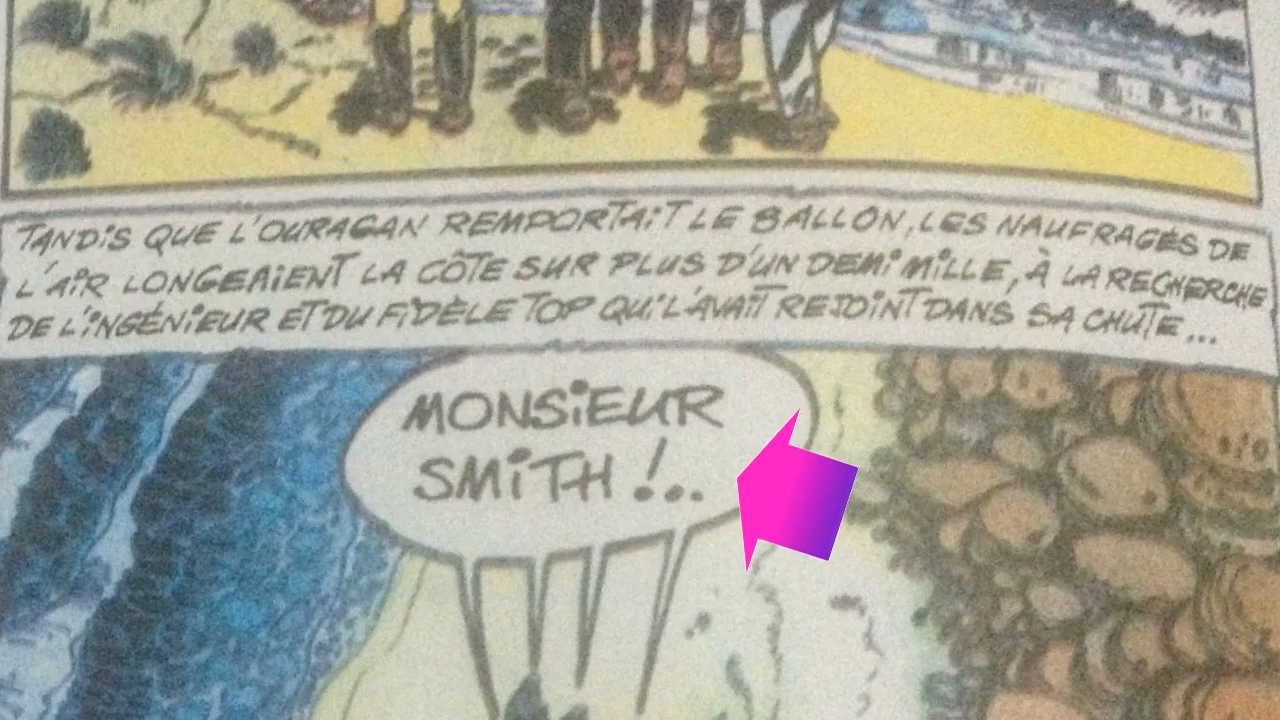 TANDIS QUE L'OURAGAN REMPORTAIT LE BALLON, LES NAUFRAGÉS DE
L'AIR LONGEAIENT LA CÔTE SUR PLUS D'UN DEMI MILLE, À LA RECHERCHE
DE L'INGÉNIEUR ET DU FIDÈLE TOP QUI L'AVAIT REJOINT DANS SA CHUTE...
MONSIEUR
SMITH !..